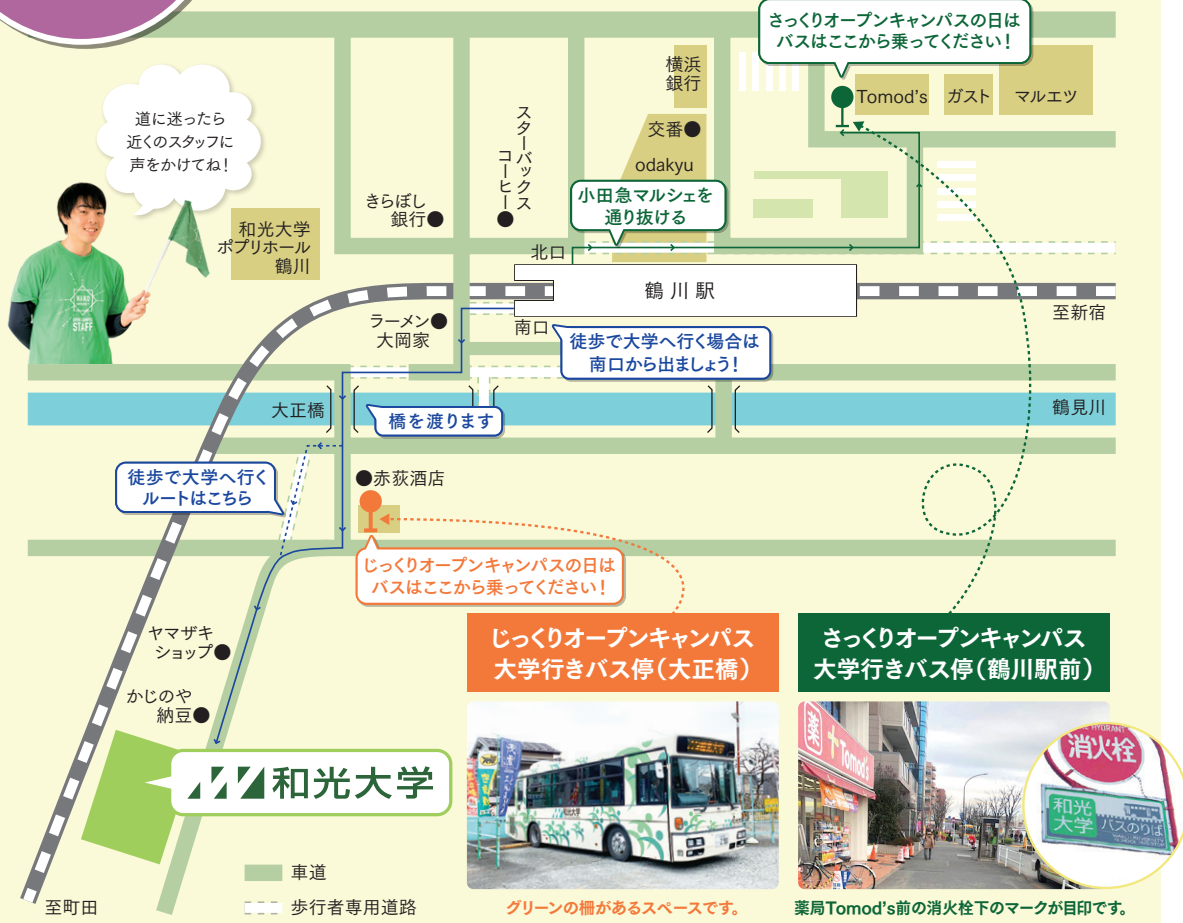 さっくりオープンキャンパスの日は
バスはここから乗ってください！
横浜
銀行
Tomod's
ガスト
マルエツ
道に迷ったら
近くのスタッフに
声をかけてね！
スターバックス
コーヒー
交番
odakyu
小田急マルシェを
通り抜ける
きらぼし
銀行
和光大学
ポプリホール
鶴川
北口
鶴川駅
至新宿
STAFF
ラーメン
大岡家
南口
徒歩で大学へ行く場合は
南口から出ましょう！
大正橋
橋を渡ります
鶴見川
徒歩で大学へ行く
ルートはこちら
赤荻酒店
じっくりオープンキャンパスの日は
バスはここから乗ってください！
ヤマザキ
ショップ
かじのや
納豆
和光大学
至町田
車道
歩行者専用道路
じっくりオープンキャンパス
大学行きバス停（大正橋）
グリーンの柵があるスペースです。
さっくりオープンキャンパス
大学行きバス停（鶴川駅前）
薬
Tomod's
HYDRANT
消火栓
和光
大学
バスのりば
薬局Tomod's前の消火栓下のマークが目印です。